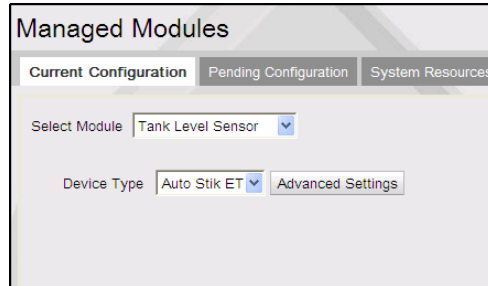 Managed Modules
Current Configuration Pending Configuration System Resources
Select Module Tank Level Sensor
Device Type Auto Stik ET Advanced Settings